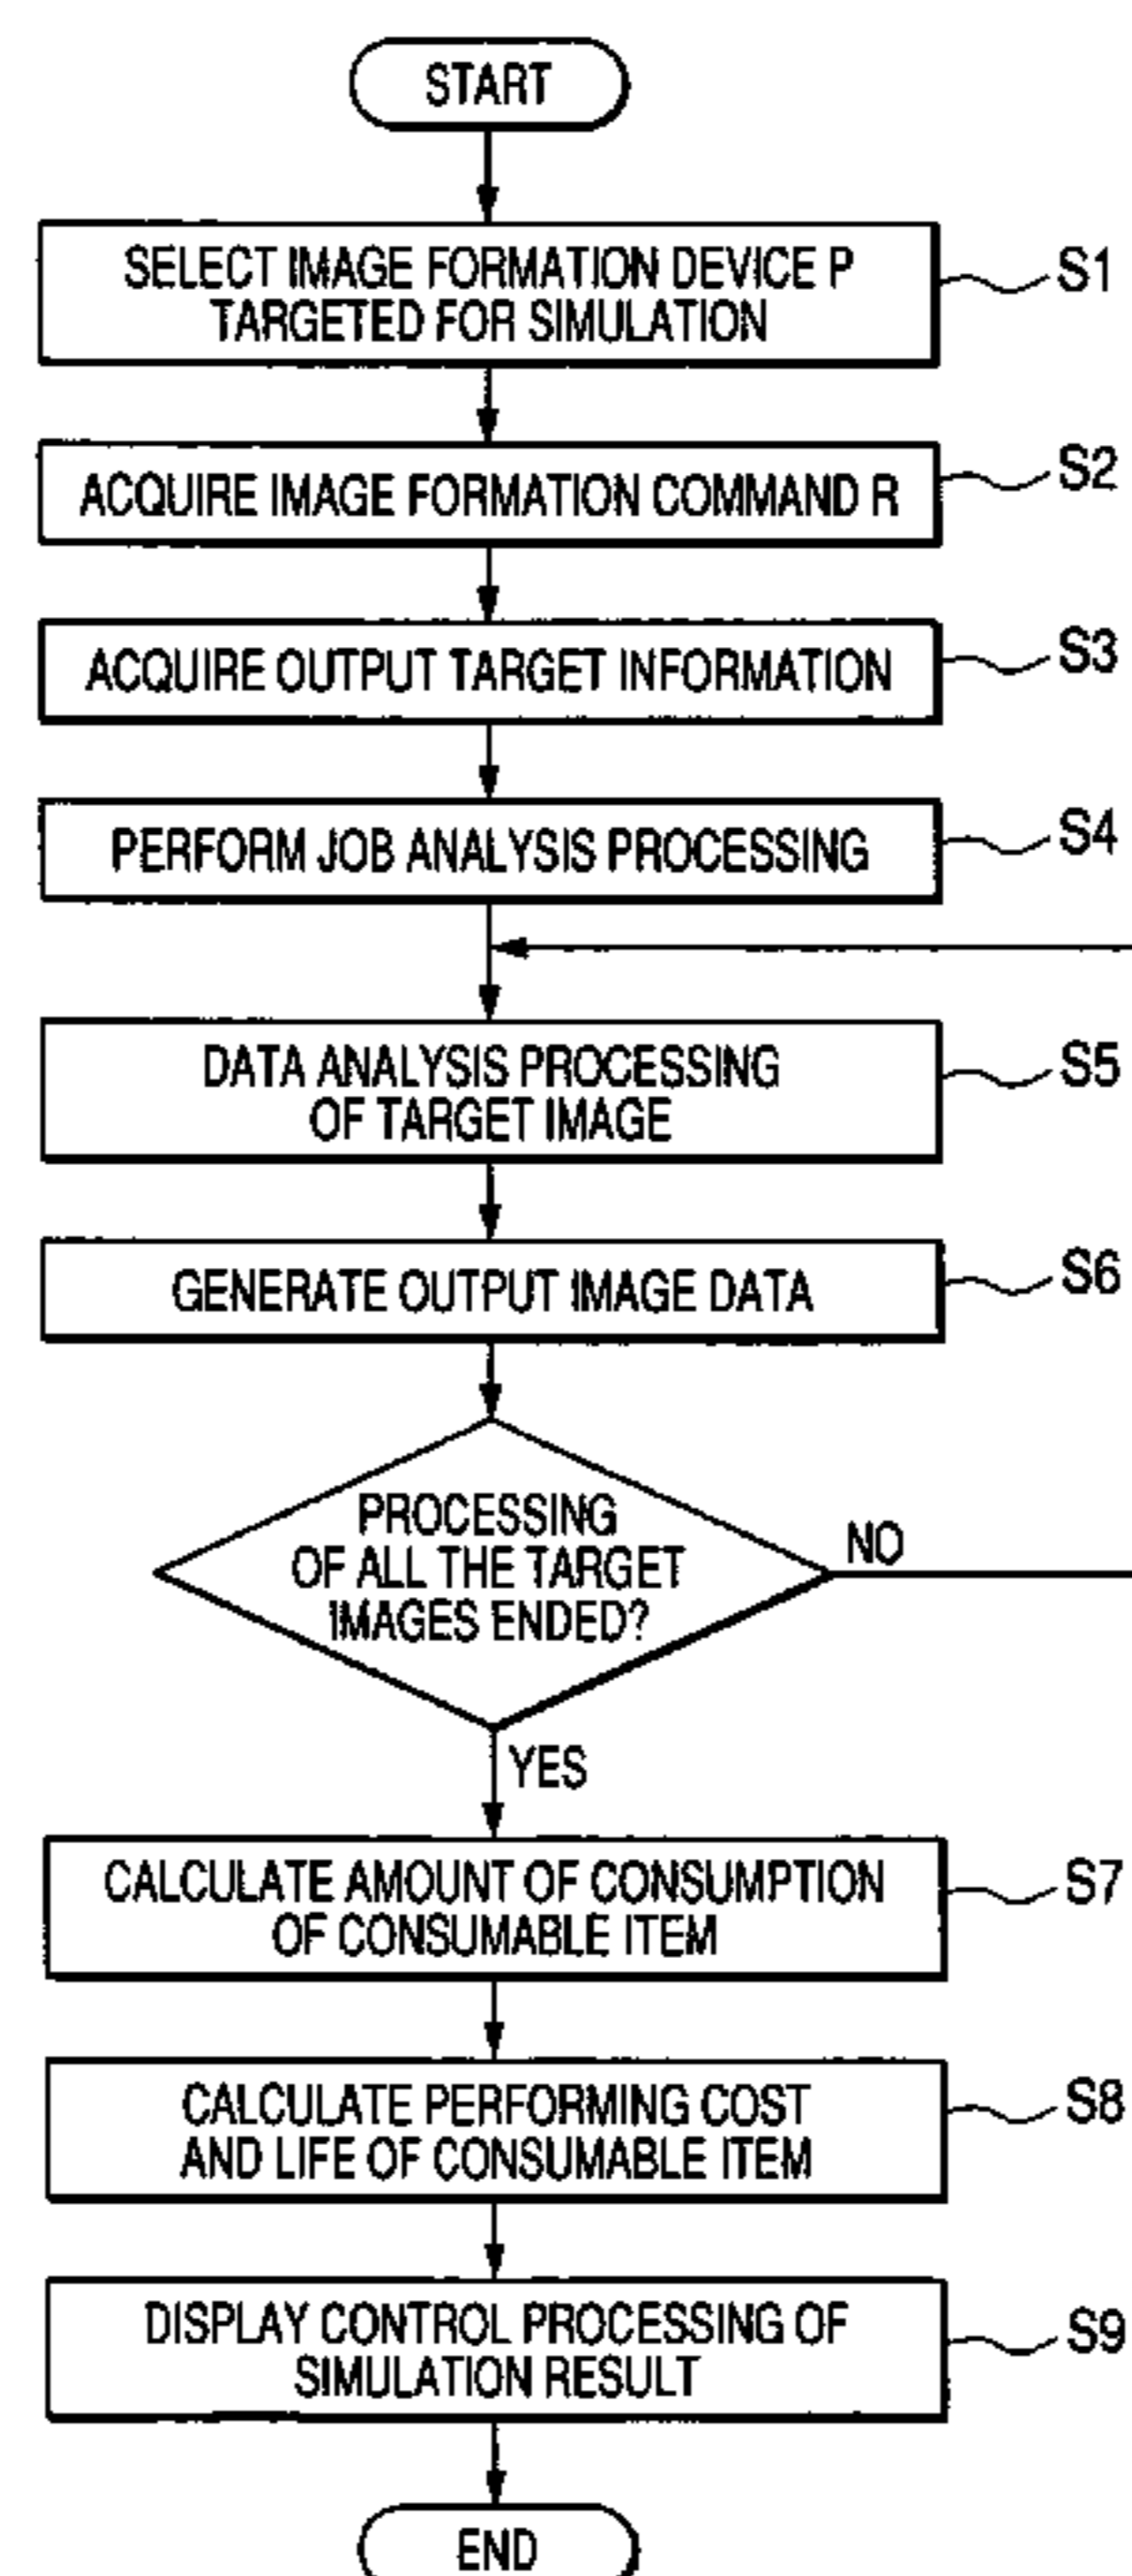 START
SELECT IMAGE FORMATION DEVICE P
TARGETED FOR SIMULATION
S1
ACQUIRE IMAGE FORMATION COMMAND R
S2
ACQUIRE OUTPUT TARGET INFORMATION
S3
PERFORM JOB ANALYSIS PROCESSING
S4
DATA ANALYSIS PROCESSING
OF TARGET IMAGE
S5
GENERATE OUTPUT IMAGE DATA
S6
PROCESSING
OF ALL THE TARGET
IMAGES ENDED?
NO
YES
CALCULATE AMOUNT OF CONSUMPTION
OF CONSUMABLE ITEM
S7
CALCULATE PERFORMING COST
AND LIFE OF CONSUMABLE ITEM
S8
DISPLAY CONTROL PROCESSING OF
SIMULATION RESULT
S9
END